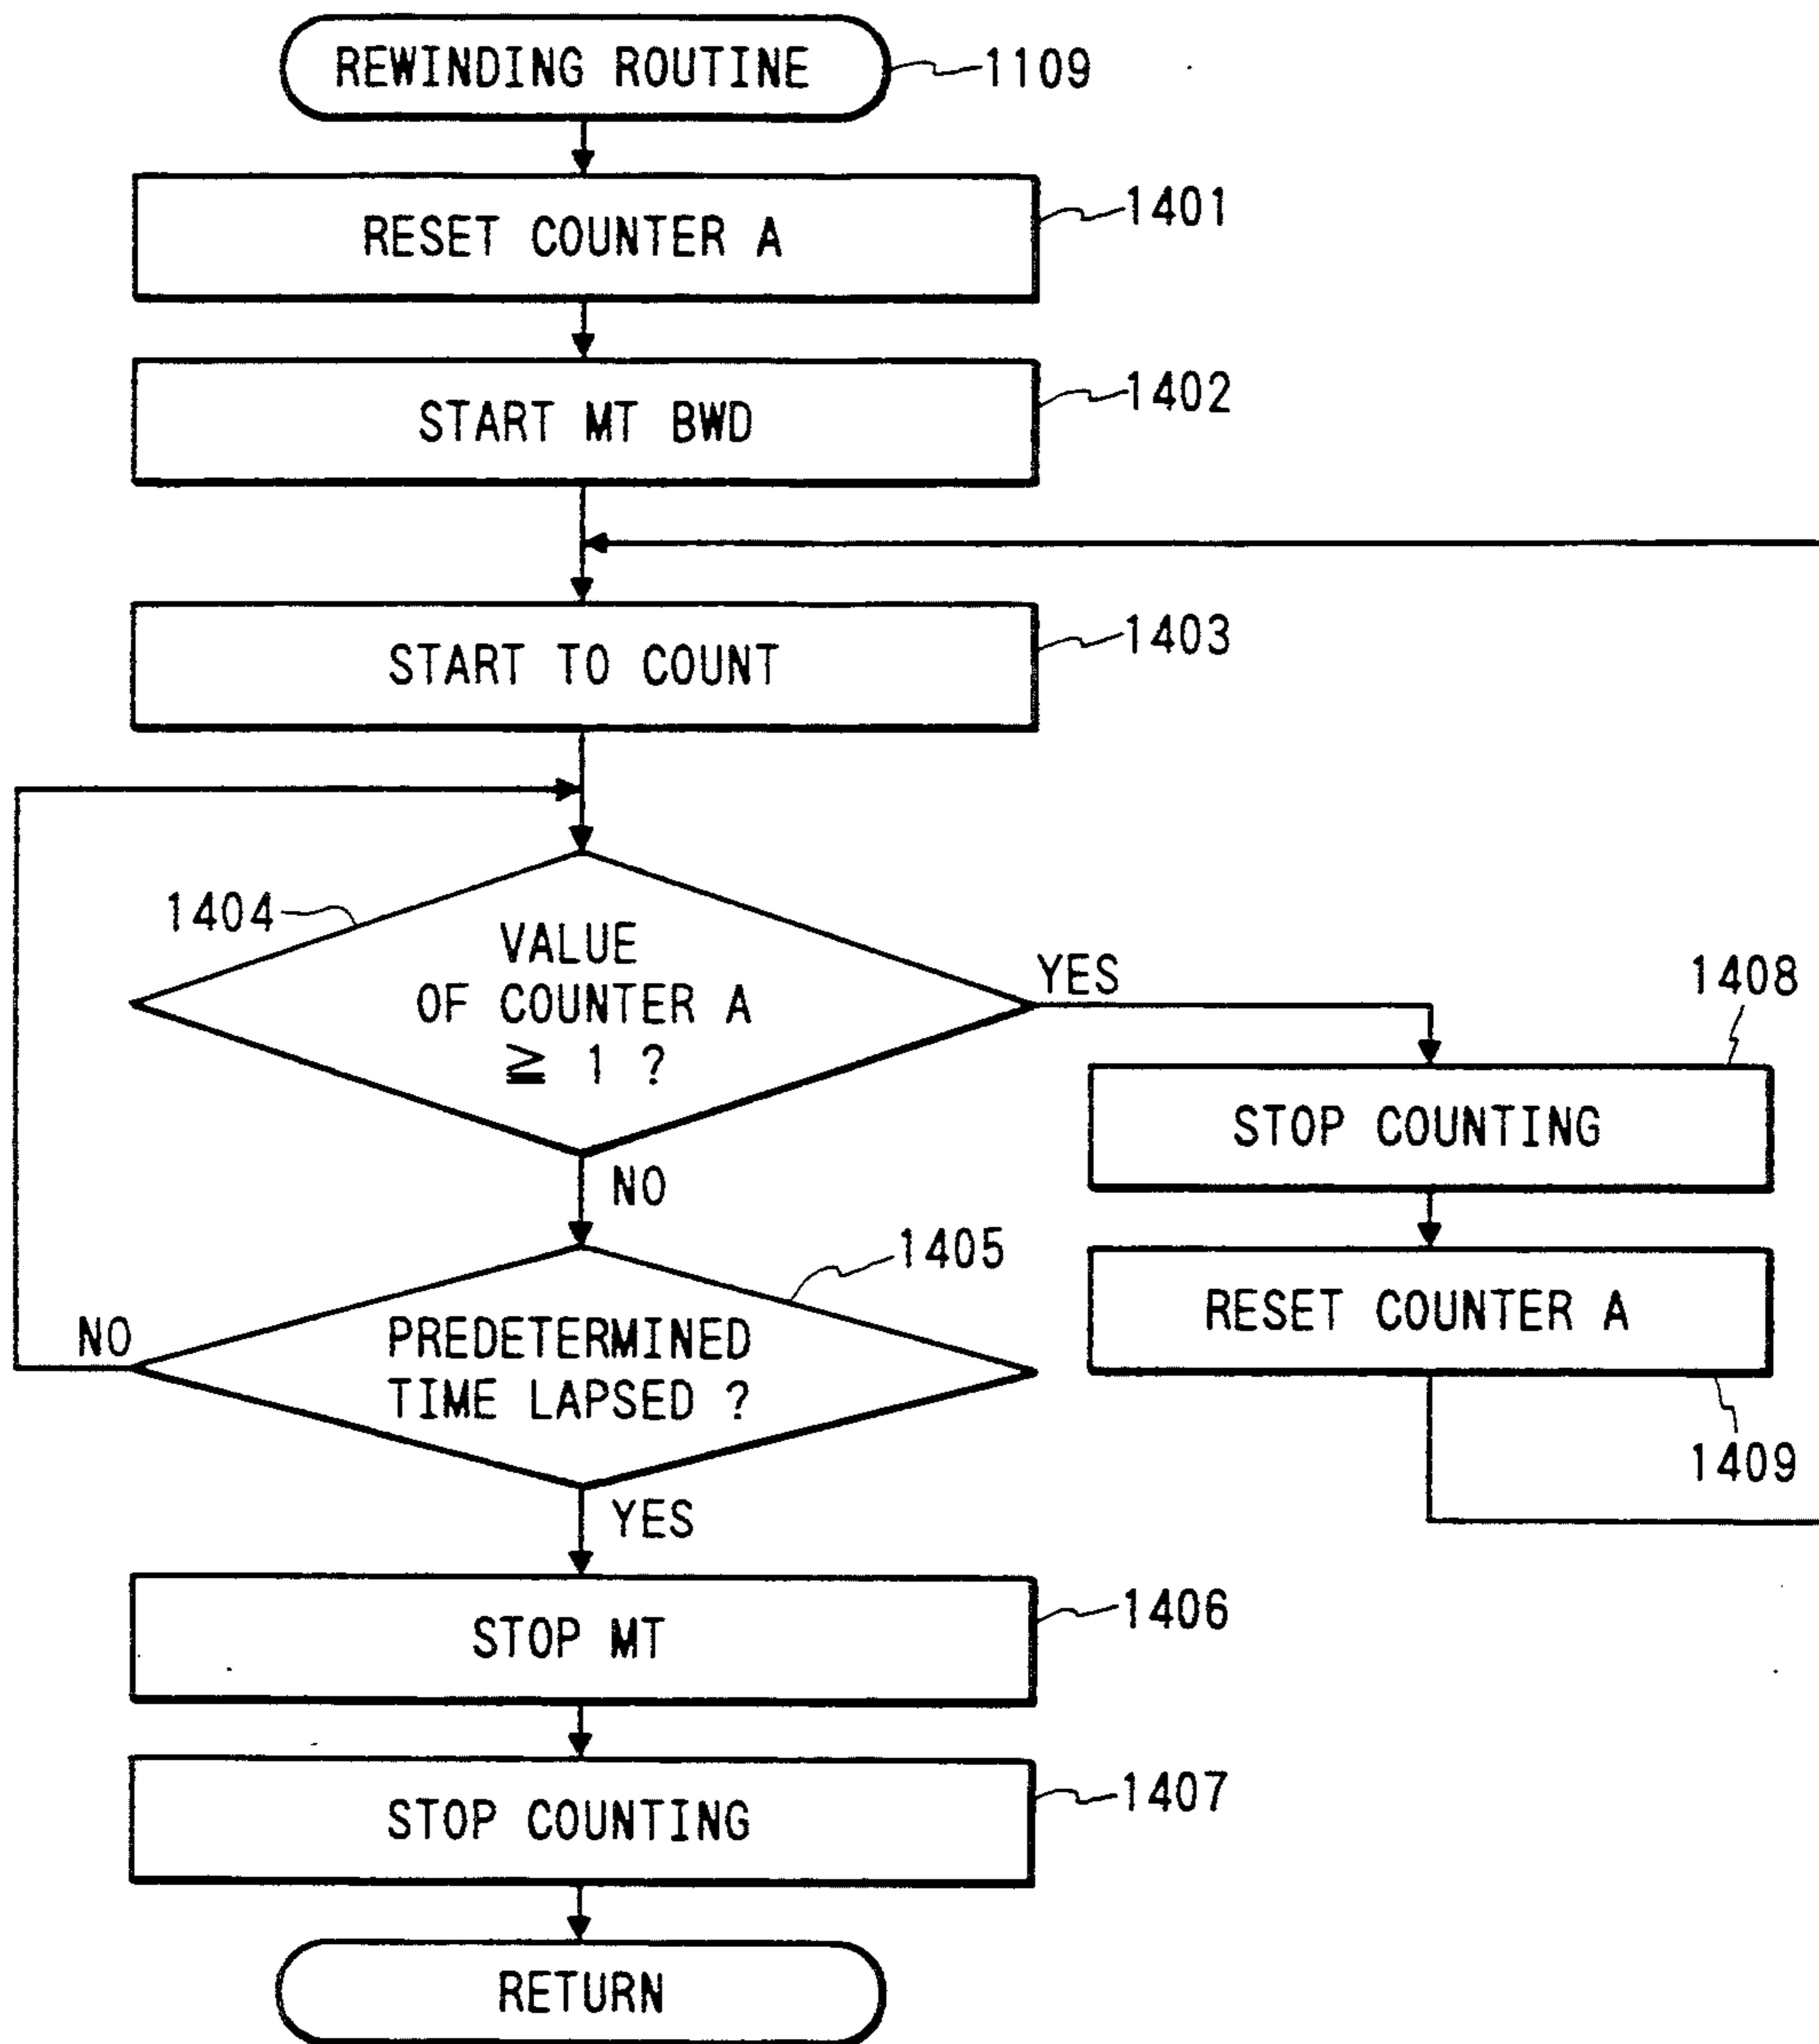 REWINDING ROUTINE
1109
RESET COUNTER A
1401
START MT BWD
1402
START TO COUNT
1403
1404
VALUE
OF COUNTER A
≧ 1 ?
YES
NO
1408
STOP COUNTING
RESET COUNTER A
1409
1405
PREDETERMINED
TIME LAPSED ?
NO
YES
STOP MT
1406
STOP COUNTING
1407
RETURN